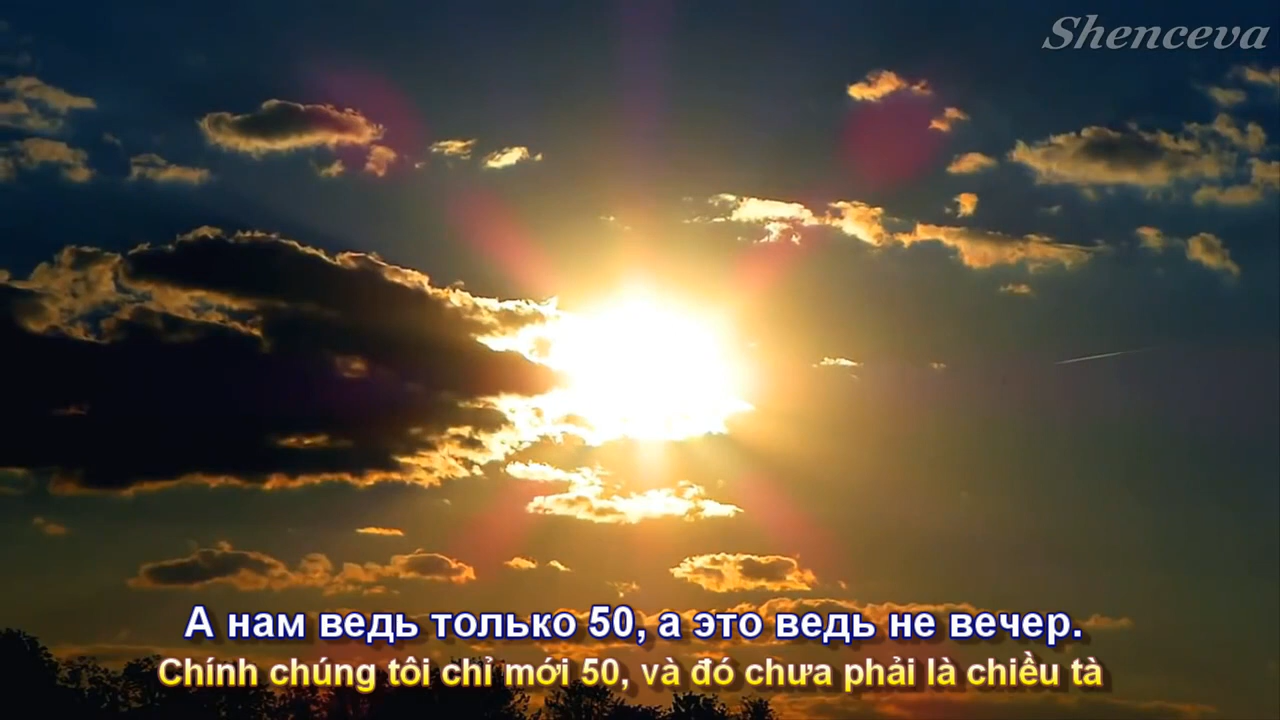 Shenceva
А нам ведь только 50, а это ведь не вечер.
Chính chúng tôi chỉ mới 50, và đó chưa phải là chiều tà